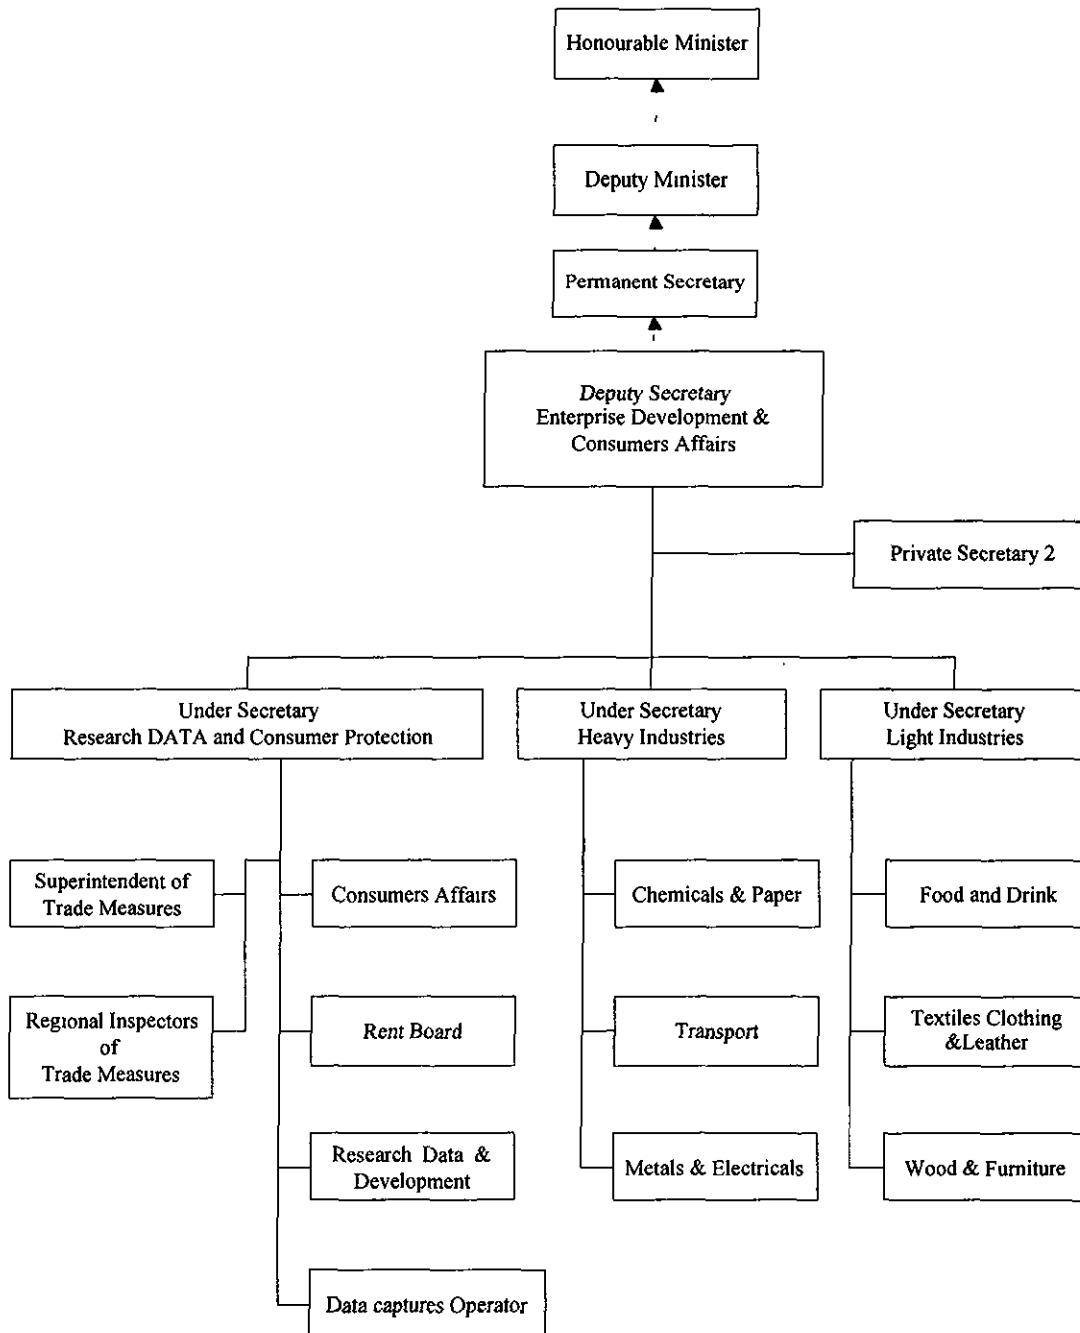 Honourable Minister
Deputy Minister
Permanent Secretary
Deputy Secretary
Enterprise Development &
Consumers Affairs
Private Secretary 2
Under Secretary
Research DATA and Consumer Protection
Under Secretary
Heavy Industries
Under Secretary
Light Industries
Superintendent of
Trade Measures
Consumers Affairs
Chemicals & Paper
Food and Drink
Regional Inspectors
of
Trade Measures
Rent Board
Transport
Textiles Clothing
&Leather
Research Data &
Development
Metals & Electricals
Wood & Furniture
Data captures Operator